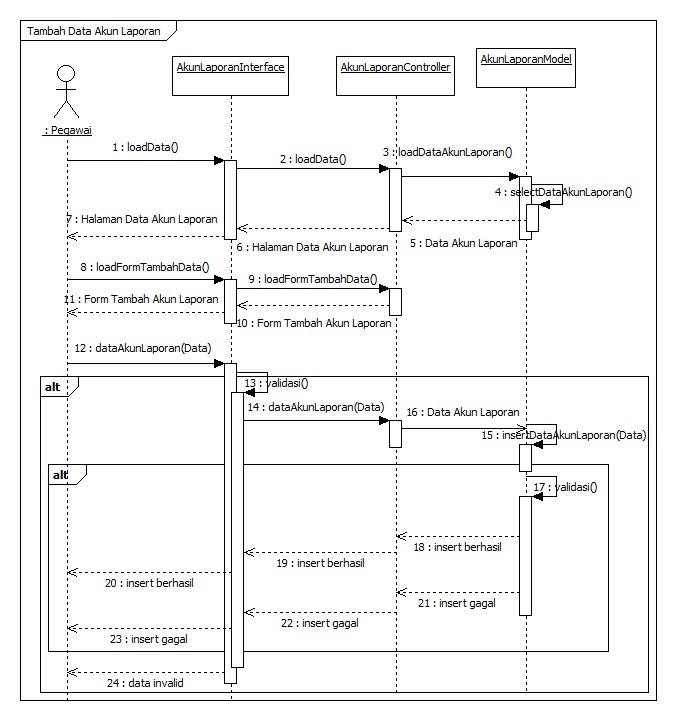 Tambah Data Akun Laporan
AkunLaporanInterface
AkunLaporanController
AkunLaporanModel
: Pegawai
1 : loadData()
2 : loadData()
3 : loadDataAkunLaporan()
4 : selectDataAkunLaporan()
5 : Data Akun Laporan
6 : Halaman Data Akun Laporan
7 : Halaman Data Akun Laporan
8 : loadFormTambahData()
9 : loadFormTambahData()
10 : Form Tambah Akun Laporan
11 : Form Tambah Akun Laporan
12 : dataAkunLaporan(Data)
alt
13 : validasi()
14 : dataAkunLaporan(Data)
16 : Data Akun Laporan
15 : insertDataAkunLaporan(Data)
alt
17 : validasi()
18 : insert berhasil
19 : insert berhasil
20 : insert berhasil
21 : insert gagal
22 : insert gagal
23 : insert gagal
24 : data invalid